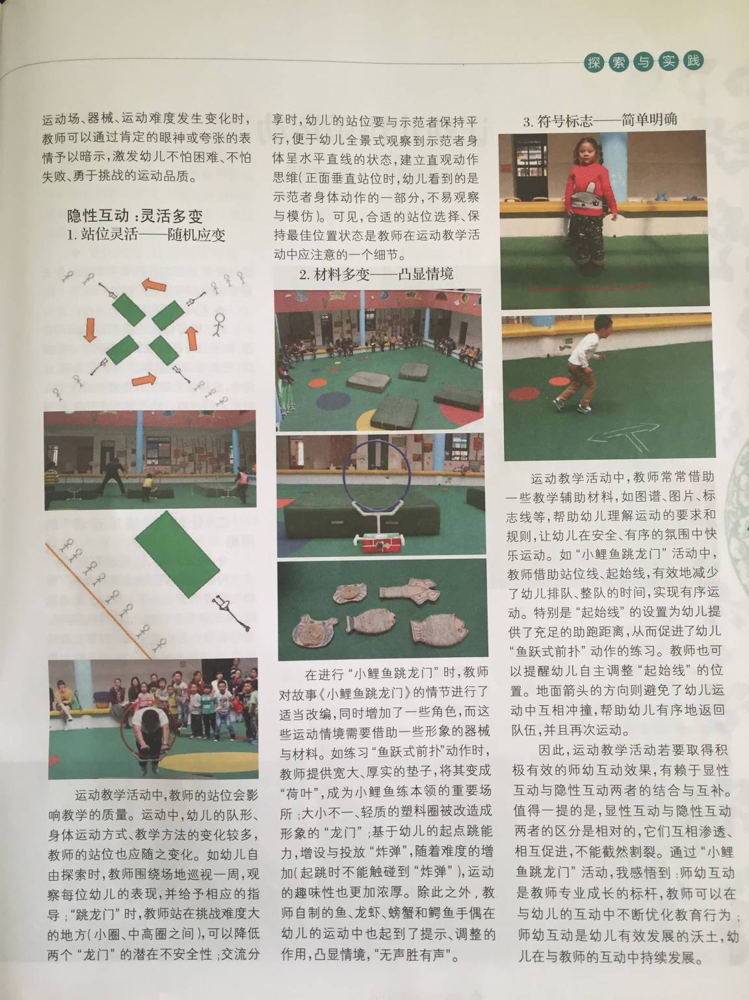 探索与实践
运动场、器械、运动难度发生变化时,
教师可以通过肯定的眼神或夸张的表
情予以暗示,激发幼儿不怕困难、不怕
失败、勇于挑战的运动品质。
隐性互动:灵活多变
1. 站位灵活——随机应变
运动教学活动中,教师的站位会影
响教学的质量。运动中,幼儿的队形、
身体运动方式、教学方法的变化较多,
教师的站位也应随之变化。如幼儿自
由探索时,教师围绕场地巡视一周,观
察每位幼儿的表现,并给予相应的指
导;“跳龙门”时,教师站在挑战难度大
的地方(小圈、中高圈之间),可以降低
两个“龙门”的潜在不安全性;交流分
享时,幼儿的站位要与示范者保持平
行,便于幼儿全景式观察到示范者身
体呈水平直线的状态,建立直观动作
思维(正面垂直站位时,幼儿看到的是
示范者身体动作的一部分,不易观察
与模仿)。可见,合适的站位选择、保
持最佳位置状态是教师在运动教学活
动中应注意的一个细节。
2. 材料多变——凸显情境
在进行“小鲤鱼跳龙门”时,教师
对故事《小鲤鱼跳龙门》的情节进行了
适当改编,同时增加了一些角色,而这
些运动情境需要借助一些形象的器械
与材料。如练习“鱼跃式前扑”动作时,
教师提供宽大、厚实的垫子,将其变成
“荷叶”,成为小鲤鱼练本领的重要场
所;大小不一、轻质的塑料圈被改造成
形象的“龙门”;基于幼儿的起点跳能
力,增设与投放“炸弹”,随着难度的增
加(起跳时不能触碰到“炸弹”),运动
的趣味性也更加浓厚。除此之外,教
师自制的鱼、龙虾、螃蟹和鳄鱼手偶在
幼儿的运动中也起到了提示、调整的
作用,凸显情境,“无声胜有声”。
3. 符号标志——简单明确
运动教学活动中,教师常常借助
一些教学辅助材料,如图谱、图片、标
志线等,帮助幼儿理解运动的要求和
规则,让幼儿在安全、有序的氛围中快
乐运动。如“小鲤鱼跳龙门”活动中,
教师借助站位线、起始线,有效地减少
了幼儿排队、整队的时间,实现有序运
动。特别是“起始线”的设置为幼儿提
供了充足的助跑距离,从而促进了幼儿
“鱼跃式前扑”动作的练习。教师也可
以提醒幼儿自主调整“起始线”的位
置。地面箭头的方向则避免了幼儿运
动中互相冲撞,帮助幼儿有序地返回
队伍,并且再次运动。
因此,运动教学活动若要取得积
极有效的师幼互动效果,有赖于显性
互动与隐性互动两者的结合与互补。
值得一提的是,显性互动与隐性互动
两者的区分是相对的,它们互相渗透、
相互促进,不能截然割裂。通过“小鲤
鱼跳龙门”活动,我感悟到:师幼互动
是教师专业成长的标杆,教师可以在
与幼儿的互动中不断优化教育行为;
师幼互动是幼儿有效发展的沃土,幼
儿在与教师的互动中持续发展。